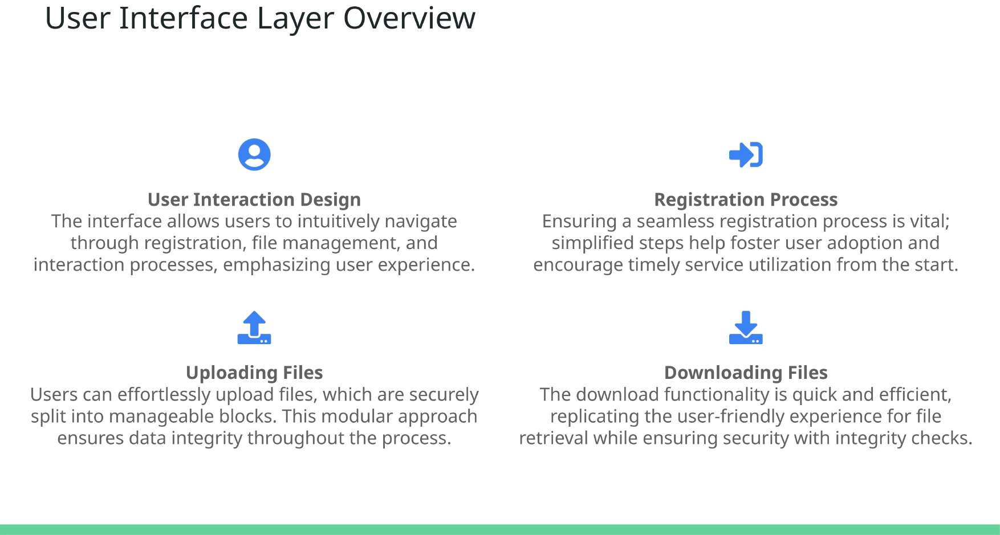 User Interface Layer Overview
User Interaction Design
The interface allows users to intuitively navigate
through registration, file management, and
interaction processes, emphasizing user experience.
Registration Process
Ensuring a seamless registration process is vital;
simplified steps help foster user adoption and
encourage timely service utilization from the start.
Uploading Files
Users can effortlessly upload files, which are securely
split into manageable blocks. This modular approach
ensures data integrity throughout the process.
Downloading Files
The download functionality is quick and efficient,
replicating the user-friendly experience for file
retrieval while ensuring security with integrity checks.